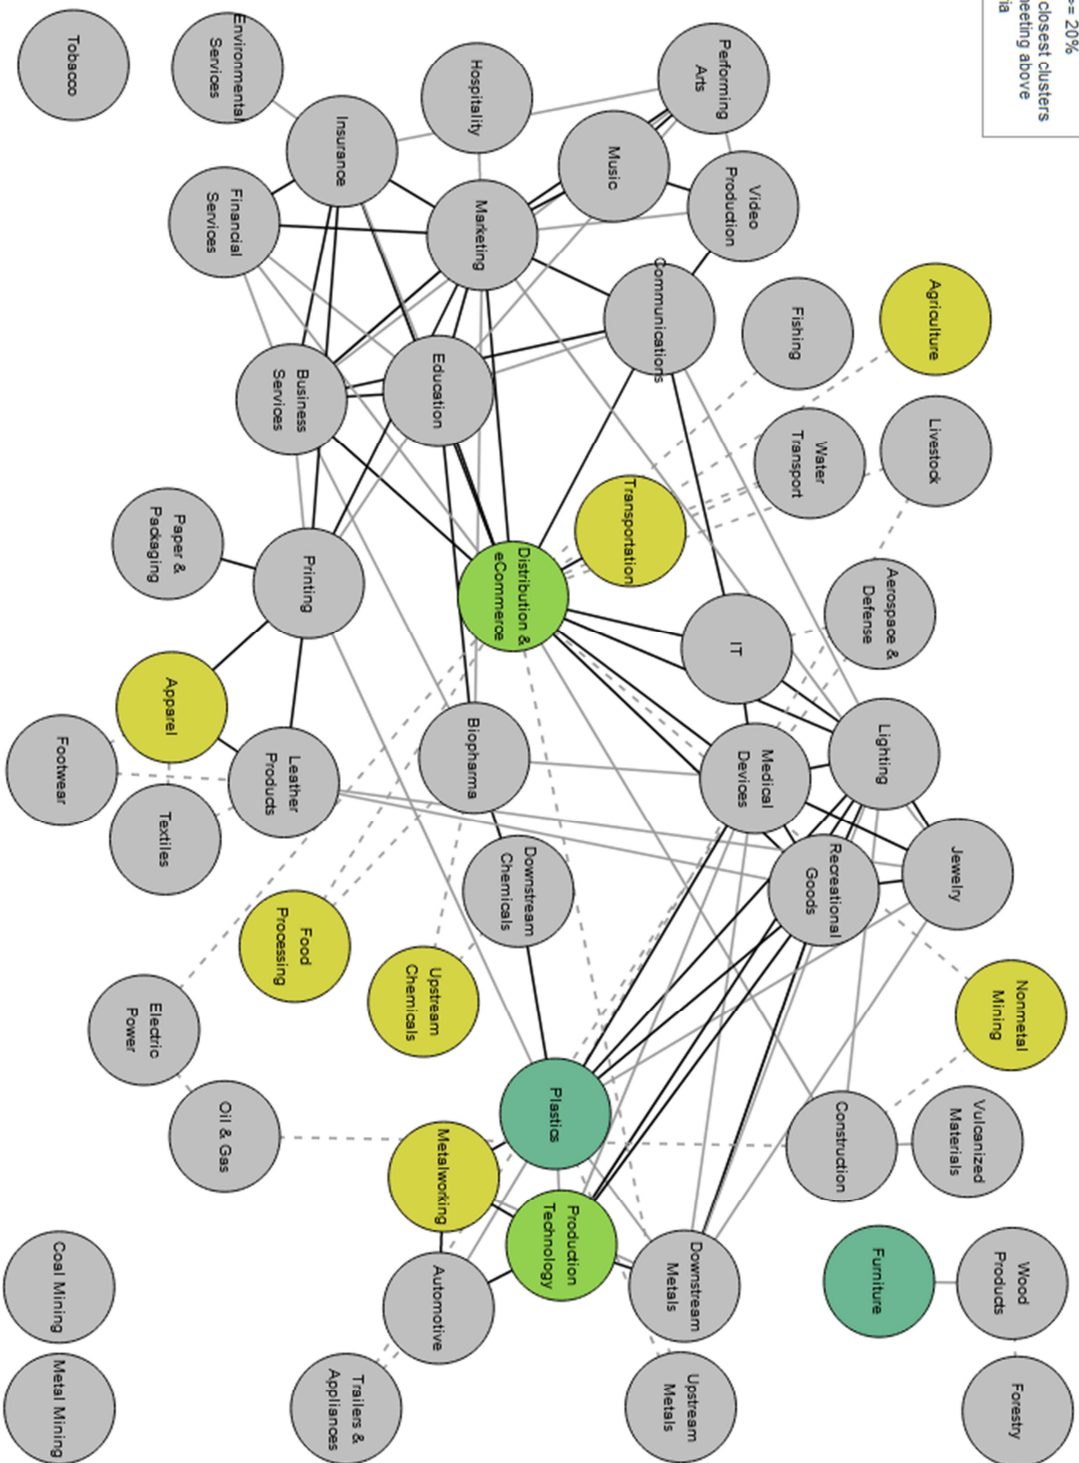 = 20%
closest clusters
eeting above
ia
Agriculture
Livestock
Jewelry
Nonmetal
Mining
Vulcanized
Materials
Wood
Products
Forestry
Aerospace &
Defense
Lighting
Fishing
Water
Transport
Recreational
Goods
Construction
Furniture
Performing
Arts
Video
Production
IT
Medical
Devices
Music
Communications
Transportation
Downstream
Metals
Upstream
Metals
Hospitality
Marketing
Distribution &
eCommerce
Biopharma
Downstream
Chemicals
Plastics
Production
Technology
Education
Upstream
Chemicals
Metalworking
Automotive
Insurance
Business
Services
Printing
Leather
Products
Food
Processing
Trailers &
Appliances
Environmental
Services
Financial
Services
Paper &
Packaging
Apparel
Textiles
Electric
Power
Oil & Gas
Tobacco
Footwear
Coal Mining
Metal Mining